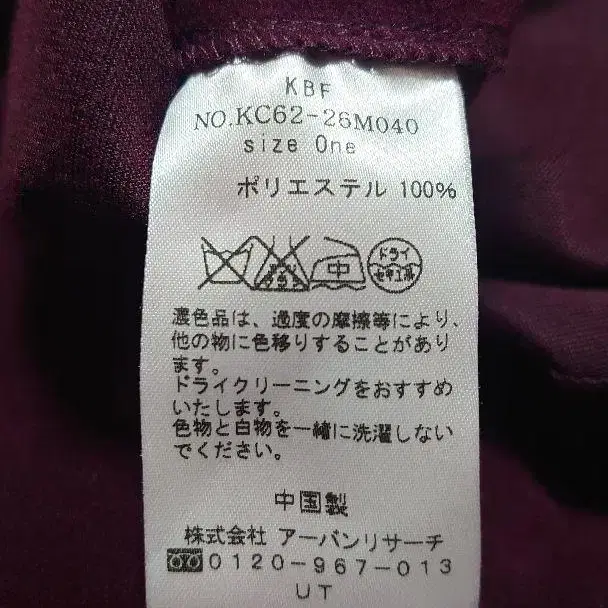 KBF
NO.KC62-26M040
size One
ポリエステル 100%
中 ドライ
セキユ系
濃色品は、過度の摩擦等により、
他の物に色移りすることがあり
ます。
ドライクリーニングをおすすめ
いたします。
色物と白物を一緒に洗濯しない
でください。
中国製
株式会社 アーバンリサーチ
0120-967-013
UT